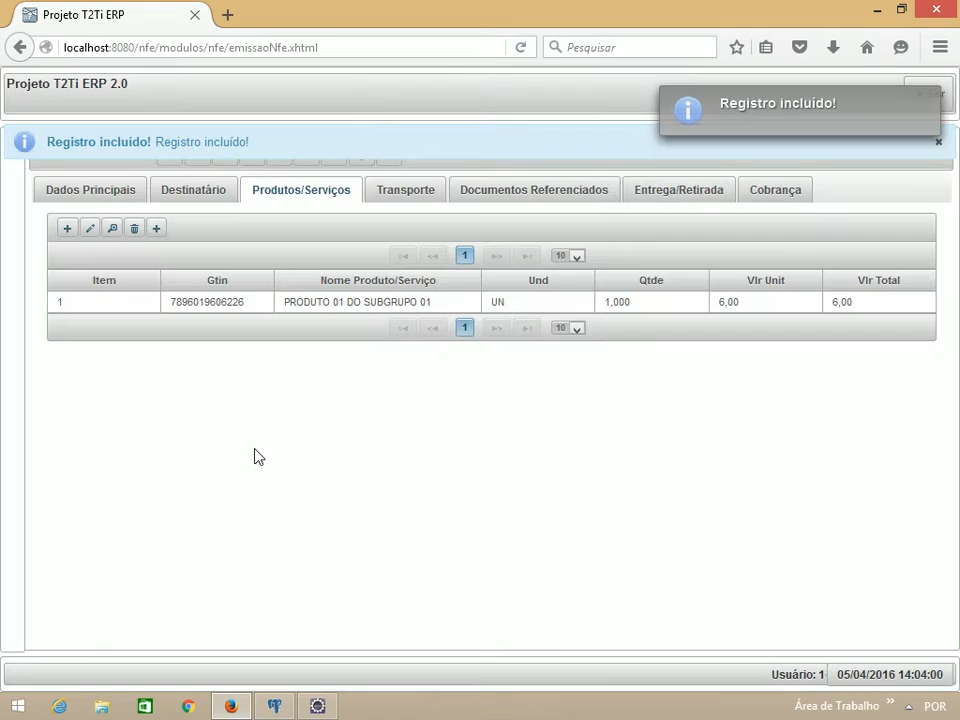 Projeto T2Ti ERP
localhost:8080/nfe/modulos/nfe/emissaoNfe.xhtml
Pesquisar
Projeto T2Ti ERP 2.0
Registro incluído!
Registro incluído! Registro incluído!
Dados Principais
Destinatário
Produtos/Serviços
Transporte
Documentos Referenciados
Entrega/Retirada
Cobrança
1
10
Item
Gtin
Nome Produto/Serviço
Und
Qtde
Vlr Unit
Vlr Total
1
7896019606226
PRODUTO 01 DO SUBGRUPO 01
UN
1,000
6,00
6,00
1
10
Usuário: 1
05/04/2016 14:04:00
Área de Trabalho
POR